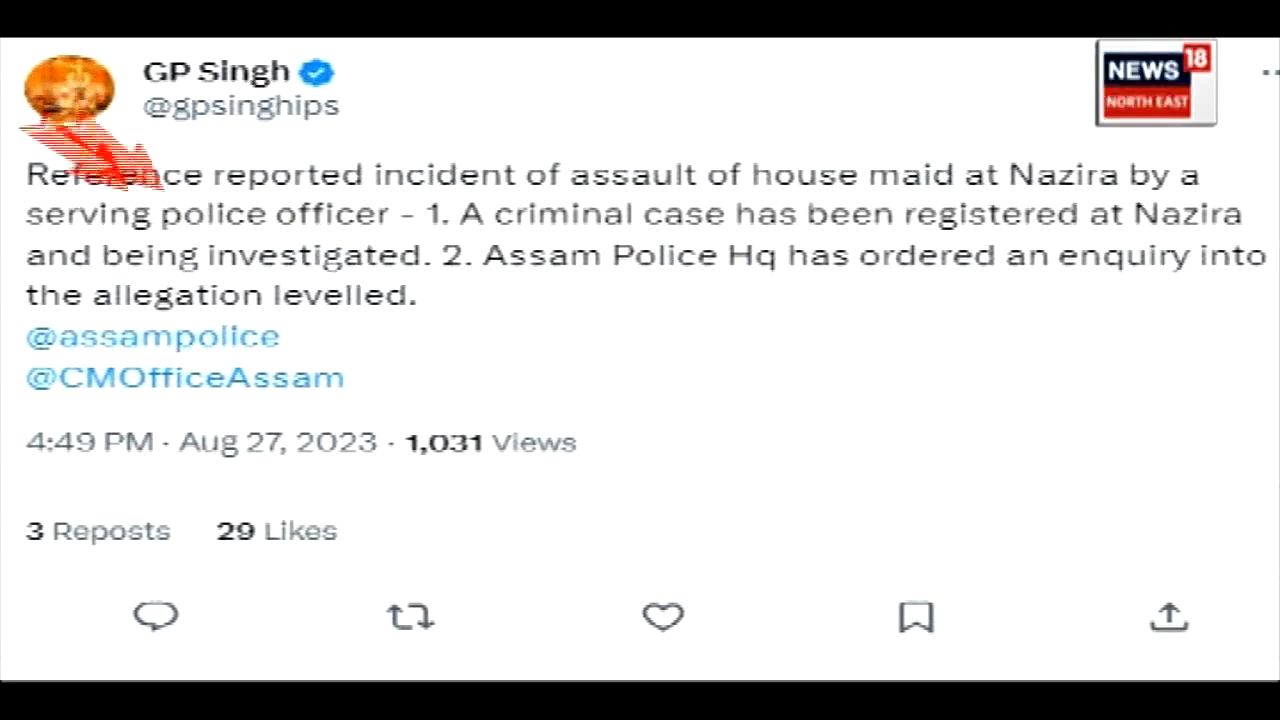 GP Singh
@gpsinghips
NEWS 18
NORTH EAST
Reference reported incident of assault of house maid at Nazira by a
serving police officer - 1. A criminal case has been registered at Nazira
and being investigated. 2. Assam Police Hq has ordered an enquiry into
the allegation levelled.
@assampolice
@CMOfficeAssam
4:49 PM · Aug 27, 2023 · 1,031 Views
3 Reposts 29 Likes